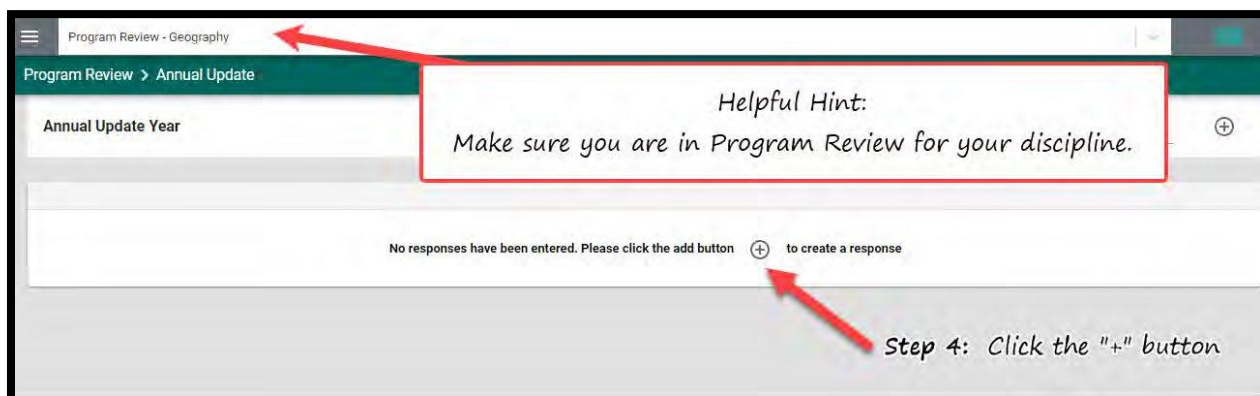 Program Review - Geography
Program Review > Annual Update
Helpful Hint:
Make sure you are in Program Review for your discipline.
Annual Update Year
No responses have been entered. Please click the add button to create a response
Step 4: Click the "+" button